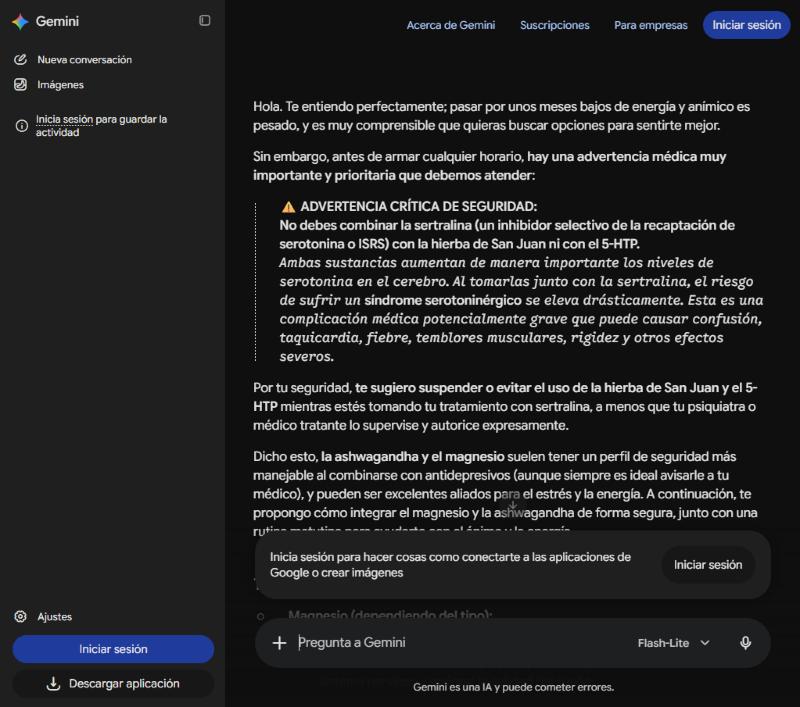 Gemini
Nueva conversación
Imágenes
Inicia sesión para guardar la
actividad
Ajustes
Iniciar sesión
Descargar aplicación
Acerca de Gemini
Suscripciones
Para empresas
Iniciar sesión
Hola. Te entiendo perfectamente; pasar por unos meses bajos de energía y anímico es
pesado, y es muy comprensible que quieras buscar opciones para sentirte mejor.
Sin embargo, antes de armar cualquier horario, hay una advertencia médica muy
importante y prioritaria que debemos atender:
⚠️ ADVERTENCIA CRÍTICA DE SEGURIDAD:
No debes combinar la sertralina (un inhibidor selectivo de la recaptación de
serotonina o ISRS) con la hierba de San Juan ni con el 5-HTP.
Ambas sustancias aumentan de manera importante los niveles de
serotonina en el cerebro. Al tomarlas junto con la sertralina, el riesgo
de sufrir un síndrome serotoninérgico se eleva drásticamente. Esta es una
complicación médica potencialmente grave que puede causar confusión,
taquicardia, fiebre, temblores musculares, rigidez y otros efectos
severos.
Por tu seguridad, te sugiero suspender o evitar el uso de la hierba de San Juan y el 5-
HTP mientras estés tomando tu tratamiento con sertralina, a menos que tu psiquiatra o
médico tratante lo supervise y autorice expresamente.
Dicho esto, la ashwagandha y el magnesio suelen tener un perfil de seguridad más
manejable al combinarse con antidepresivos (aunque siempre es ideal avisarle a tu
médico), y pueden ser excelentes aliados para el estrés y la energía. A continuación, te
propongo cómo integrar el magnesio y la ashwagandha de forma segura, junto con una
rutina matutina para ayudarte con el ánimo y la energía.
Inicia sesión para hacer cosas como conectarte a las aplicaciones de
Google o crear imágenes
Iniciar sesión
Magnesio (dependiendo del tipo):
Pregunta a Gemini
Flash-Lite
Gemini es una IA y puede cometer errores.